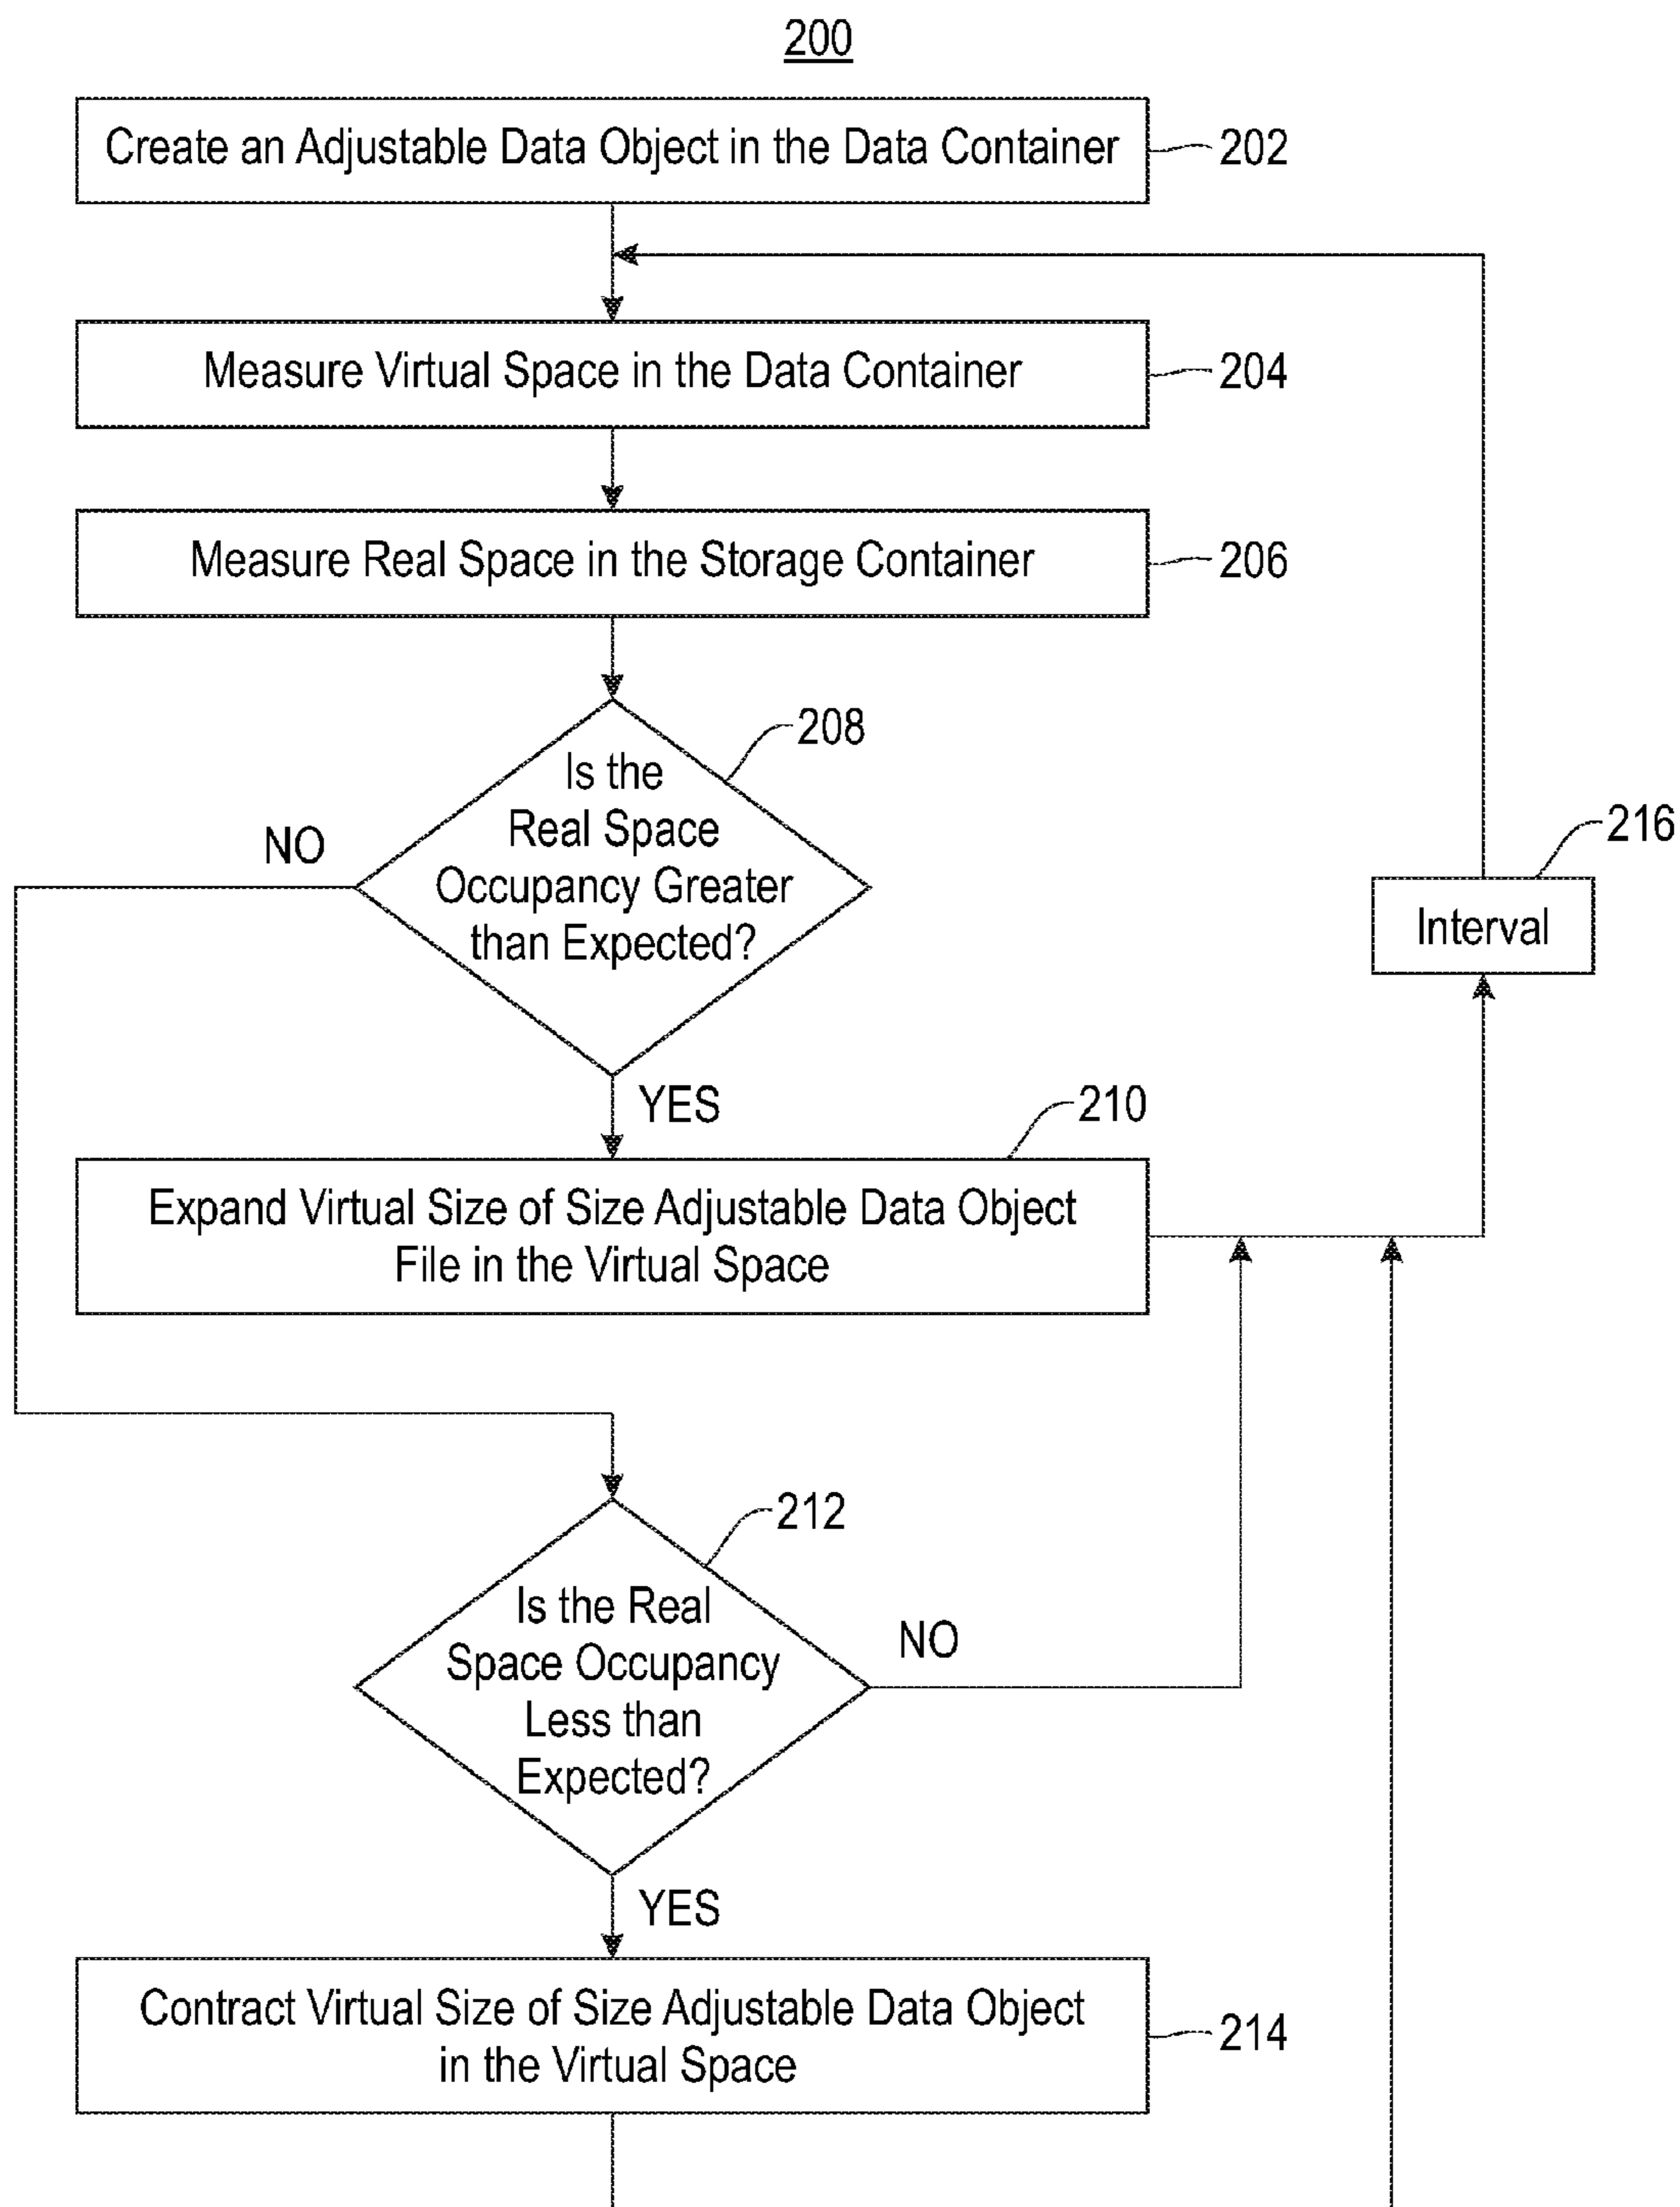 200
Create an Adjustable Data Object in the Data Container
202
Measure Virtual Space in the Data Container
204
Measure Real Space in the Storage Container
206
208
Is the
Real Space
Occupancy Greater
than Expected?
NO
216
Interval
YES
210
Expand Virtual Size of Size Adjustable Data Object
File in the Virtual Space
212
Is the Real
Space Occupancy
Less than
Expected?
NO
YES
Contract Virtual Size of Size Adjustable Data Object
in the Virtual Space
214